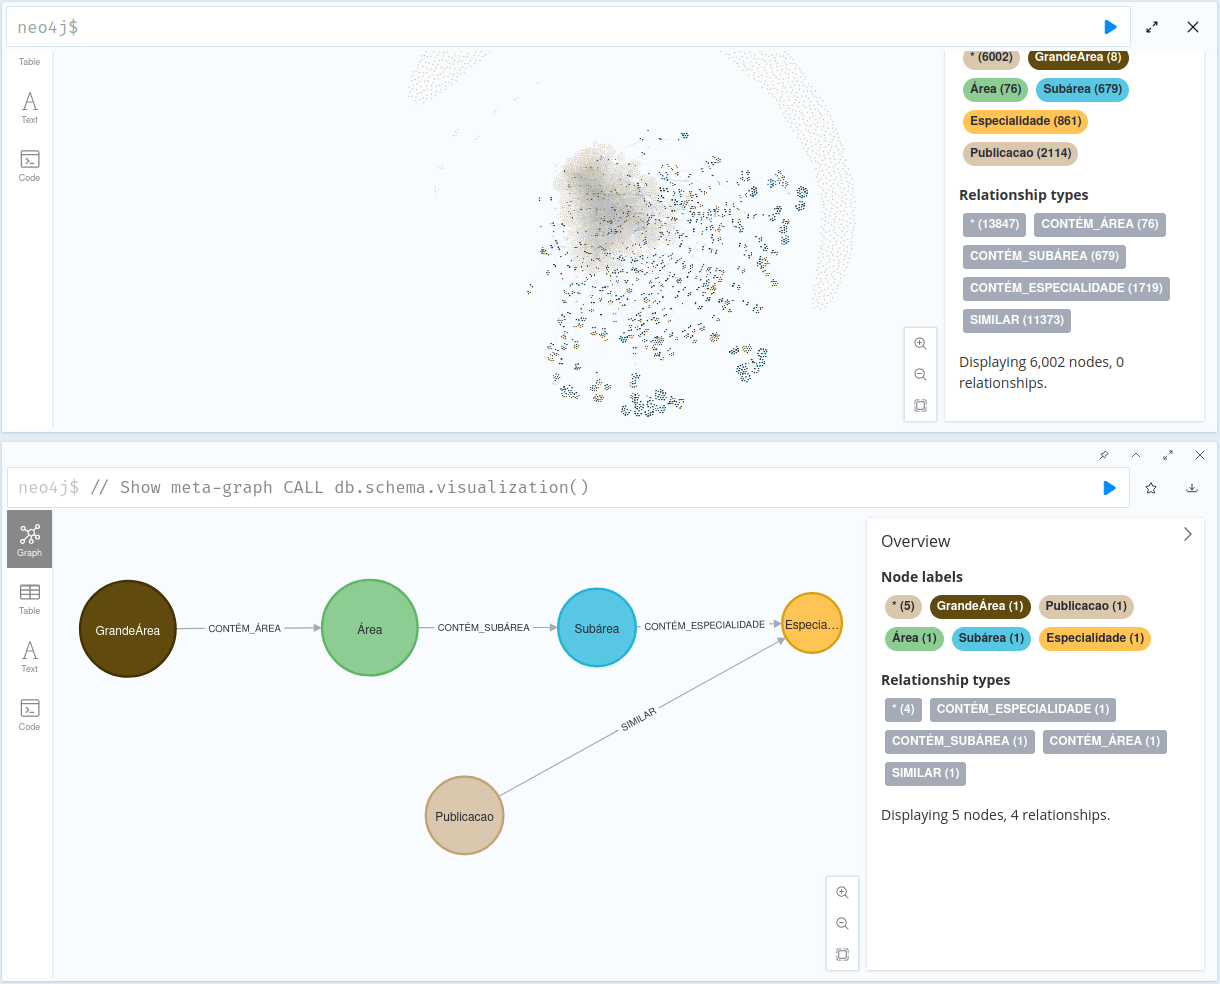 neo4j$
Table
Text
Code
* (6002) GrandeÁrea (8)
Área (76) Subárea (679)
Especialidade (861)
Publicacao (2114)
Relationship types
* (13847) CONTÉM_ÁREA (76)
CONTÉM_SUBÁREA (679)
CONTÉM_ESPECIALIDADE (1719)
SIMILAR (11373)
Displaying 6,002 nodes, 0
relationships.
neo4j$ // Show meta-graph CALL db.schema.visualization()
Graph
Table
Text
Code
GrandeÁrea
CONTÉM_ÁREA
Área
CONTÉM_SUBÁREA
Subárea
CONTÉM_ESPECIALIDADE
Especia...
SIMILAR
Publicacao
Overview
Node labels
* (5) GrandeÁrea (1) Publicacao (1)
Área (1) Subárea (1) Especialidade (1)
Relationship types
* (4) CONTÉM_ESPECIALIDADE (1)
CONTÉM_SUBÁREA (1) CONTÉM_ÁREA (1)
SIMILAR (1)
Displaying 5 nodes, 4 relationships.